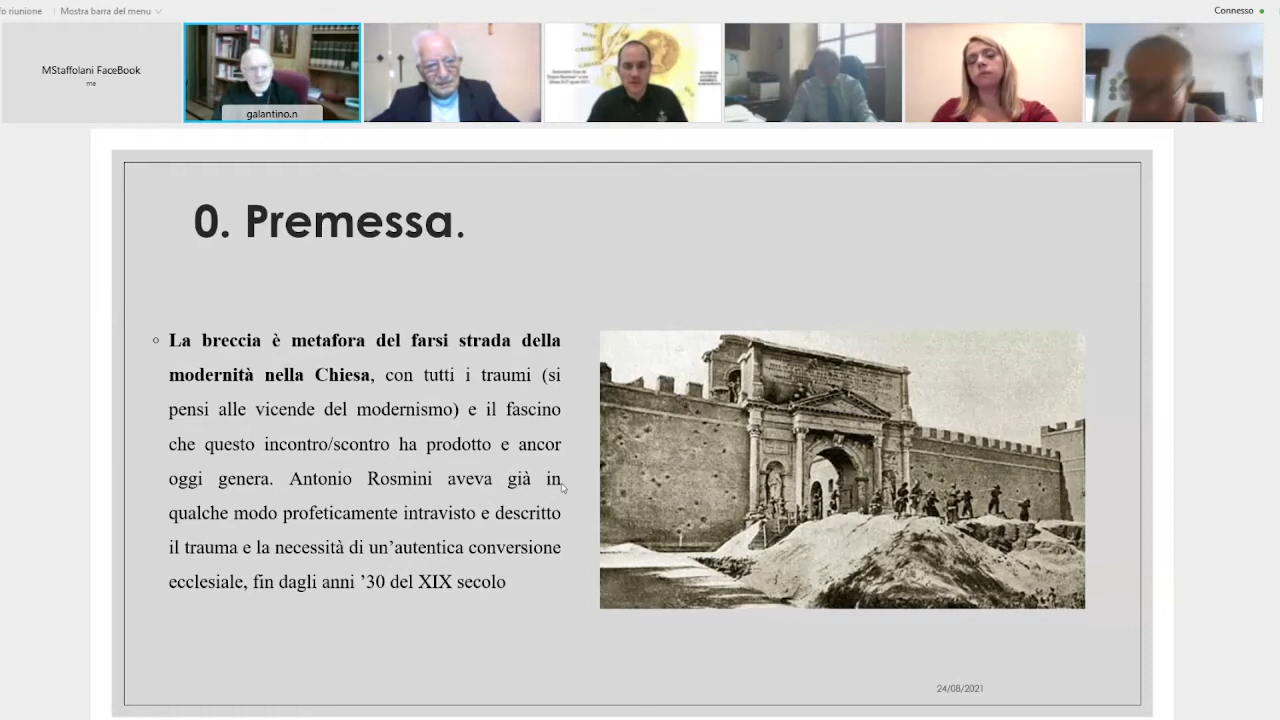 fo riunione
Mostra barra del menu
Connesso
MStaffolani FaceBook
me
galantino.n
0. Premessa.
La breccia è metafora del farsi strada della
modernità nella Chiesa, con tutti i traumi (si
pensi alle vicende del modernismo) e il fascino
che questo incontro/scontro ha prodotto e ancor
oggi genera. Antonio Rosmini aveva già in
qualche modo profeticamente intravisto e descritto
il trauma e la necessità di un’autentica conversione
ecclesiale, fin dagli anni ’30 del XIX secolo
24/08/2021